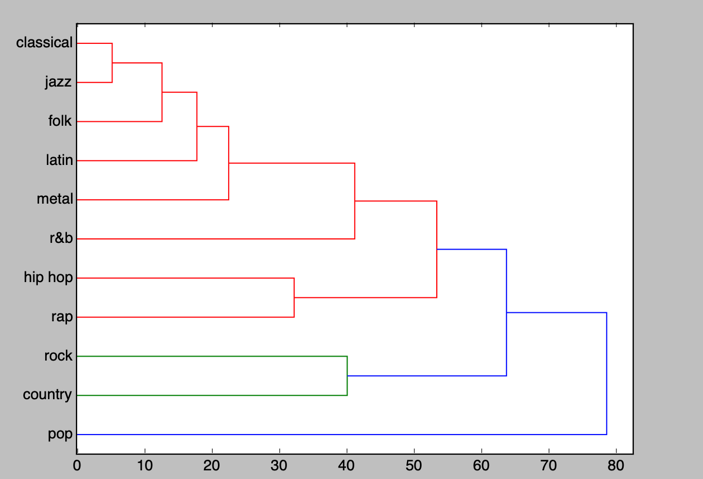 classical
jazz
folk
latin
metal
r&b
hip hop
rap
rock
country
pop
0 10 20 30 40 50 60 70 80